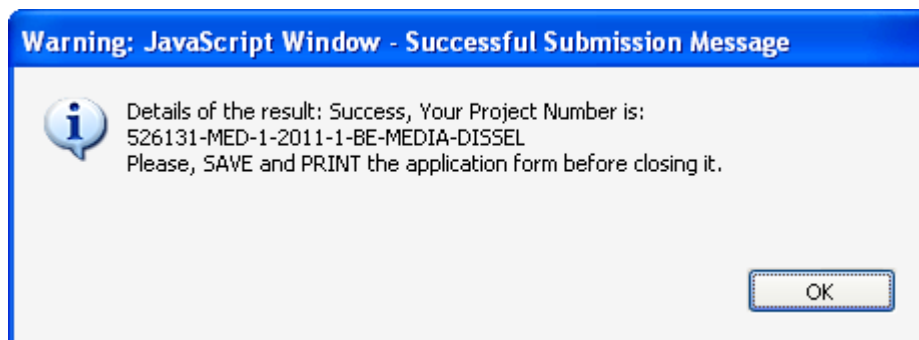 Warning: JavaScript Window - Successful Submission Message
Details of the result: Success, Your Project Number is:
526131-MED-1-2011-1-BE-MEDIA-DISSEL
Please, SAVE and PRINT the application form before closing it.
OK